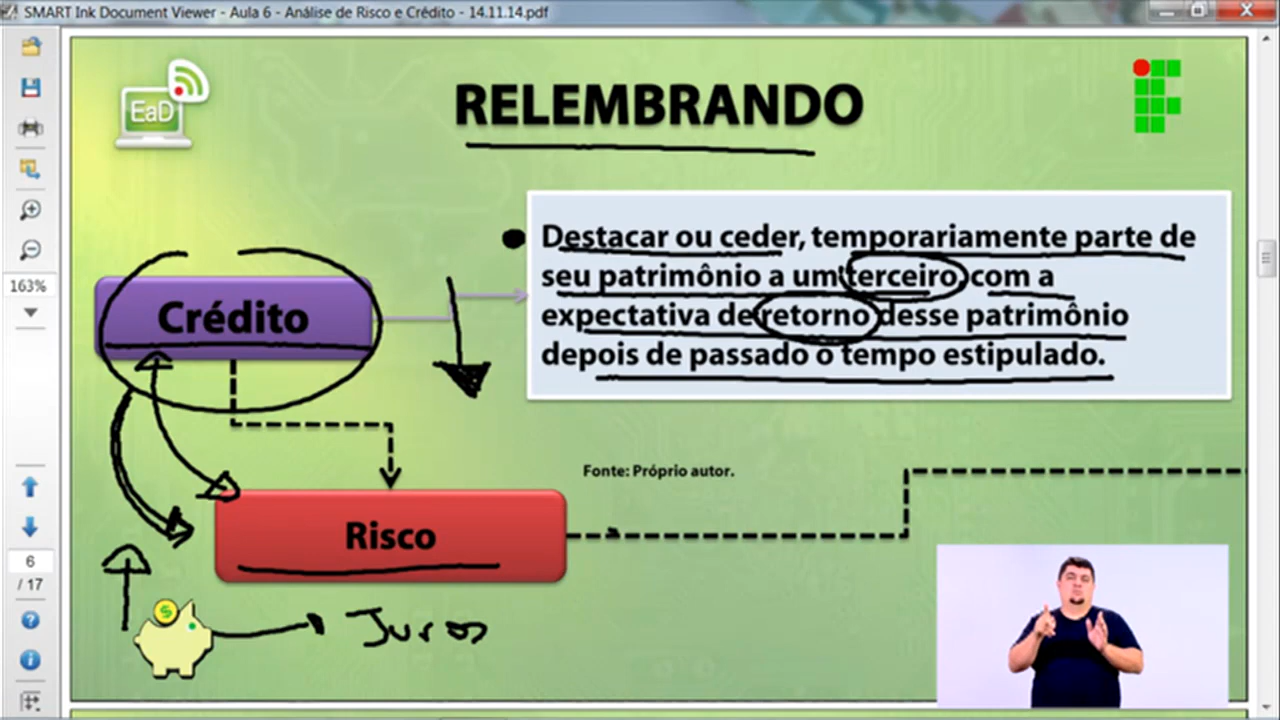 SMART Ink Document Viewer - Aula 6 - Análise de Risco e Crédito - 14.11.14.pdf
EaD
RELEMBRANDO
Destacar ou ceder, temporariamente parte de
seu patrimônio a um terceiro com a
expectativa de retorno desse patrimônio
depois de passado o tempo estipulado.
Crédito
163%
Fonte: Próprio autor.
Risco
6
/ 17
$
Juros